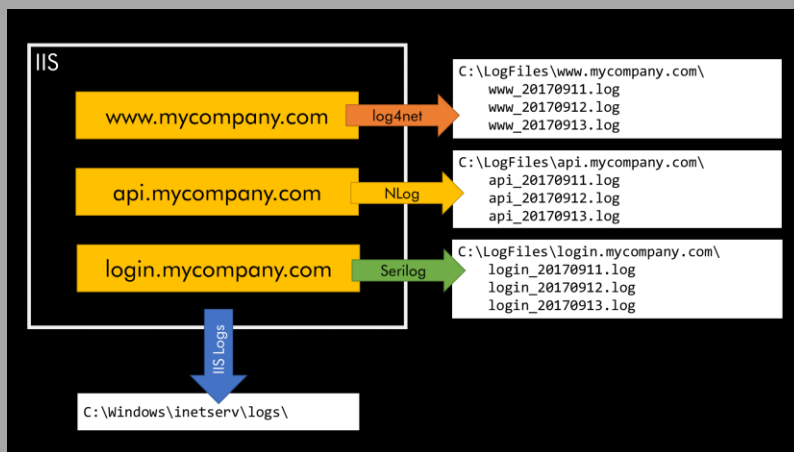 IIS
www.mycompany.com
log4net
C:\LogFiles\www.mycompany.com\
www_20170911.log
www_20170912.log
www_20170913.log
api.mycompany.com
NLog
C:\LogFiles\api.mycompany.com\
api_20170911.log
api_20170912.log
api_20170913.log
login.mycompany.com
Serilog
C:\LogFiles\login.mycompany.com\
login_20170911.log
login_20170912.log
login_20170913.log
IIS Logs
C:\Windows\inetserv\logs\